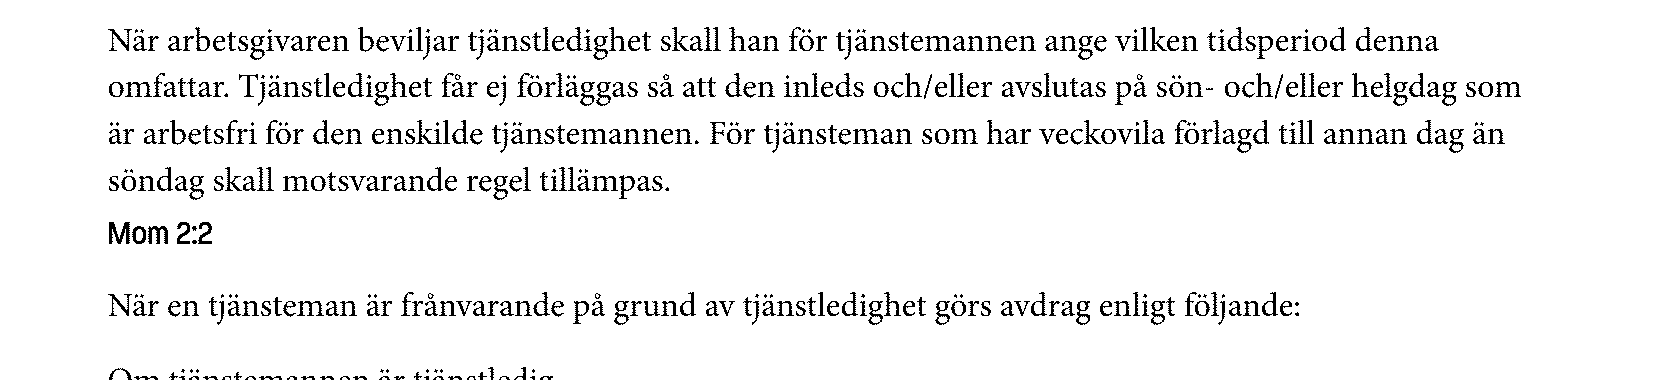 När arbetsgivaren beviljar tjänstledighet skall han för tjänstemannen ange vilken tidsperiod denna
omfattar. Tjänstledighet får ej förläggas så att den inleds och/eller avslutas på sön- och/eller helgdag som
är arbetsfri för den enskilde tjänstemannen. För tjänsteman som har veckovila förlagd till annan dag än
söndag skall motsvarande regel tillämpas.
Mom 2:2
När en tjänsteman är frånvarande på grund av tjänstledighet görs avdrag enligt följande:
Om tjänstemannen är tjänstledig